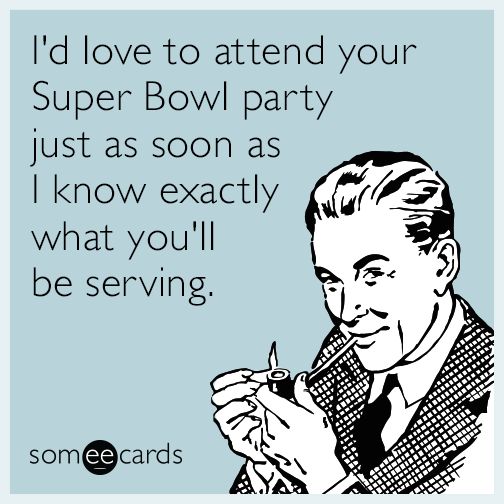 I'd love to attend your
Super Bowl party
just as soon as
I know exactly
what you'll
be serving.
someecards